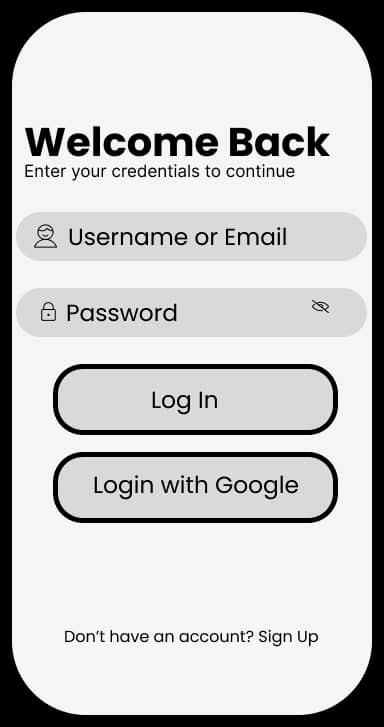 Welcome Back
Enter your credentials to continue
Username or Email
Password
Log In
Login with Google
Don't have an account? Sign Up